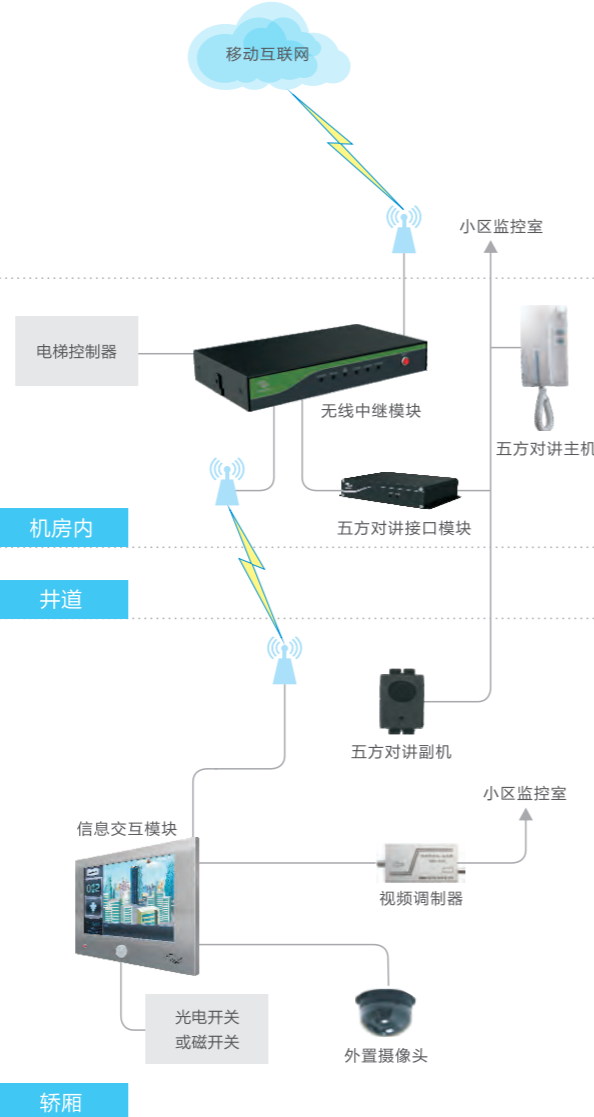 移动互联网
小区监控室
电梯控制器
无线中继模块
五方对讲主机
五方对讲接口模块
机房内
井道
五方对讲副机
小区监控室
信息交互模块
视频调制器
光电开关
或磁开关
外置摄像头
轿厢